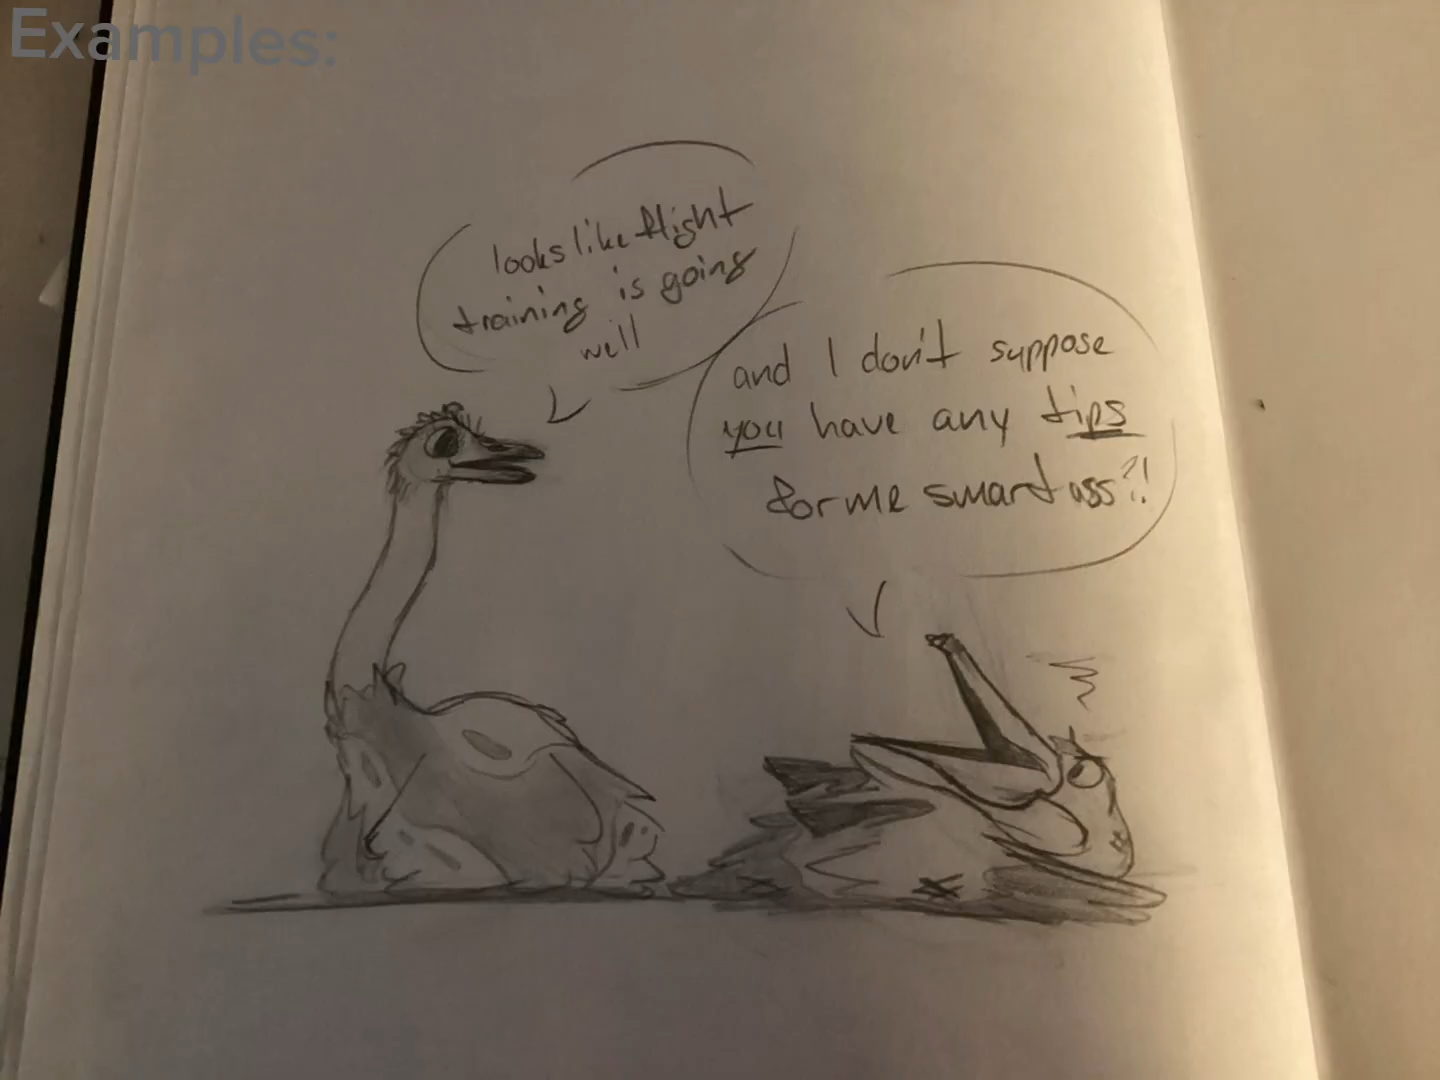 Examples:
looks like flight
training is going
well
and I don't suppose
you have any tips
for me smartass?!